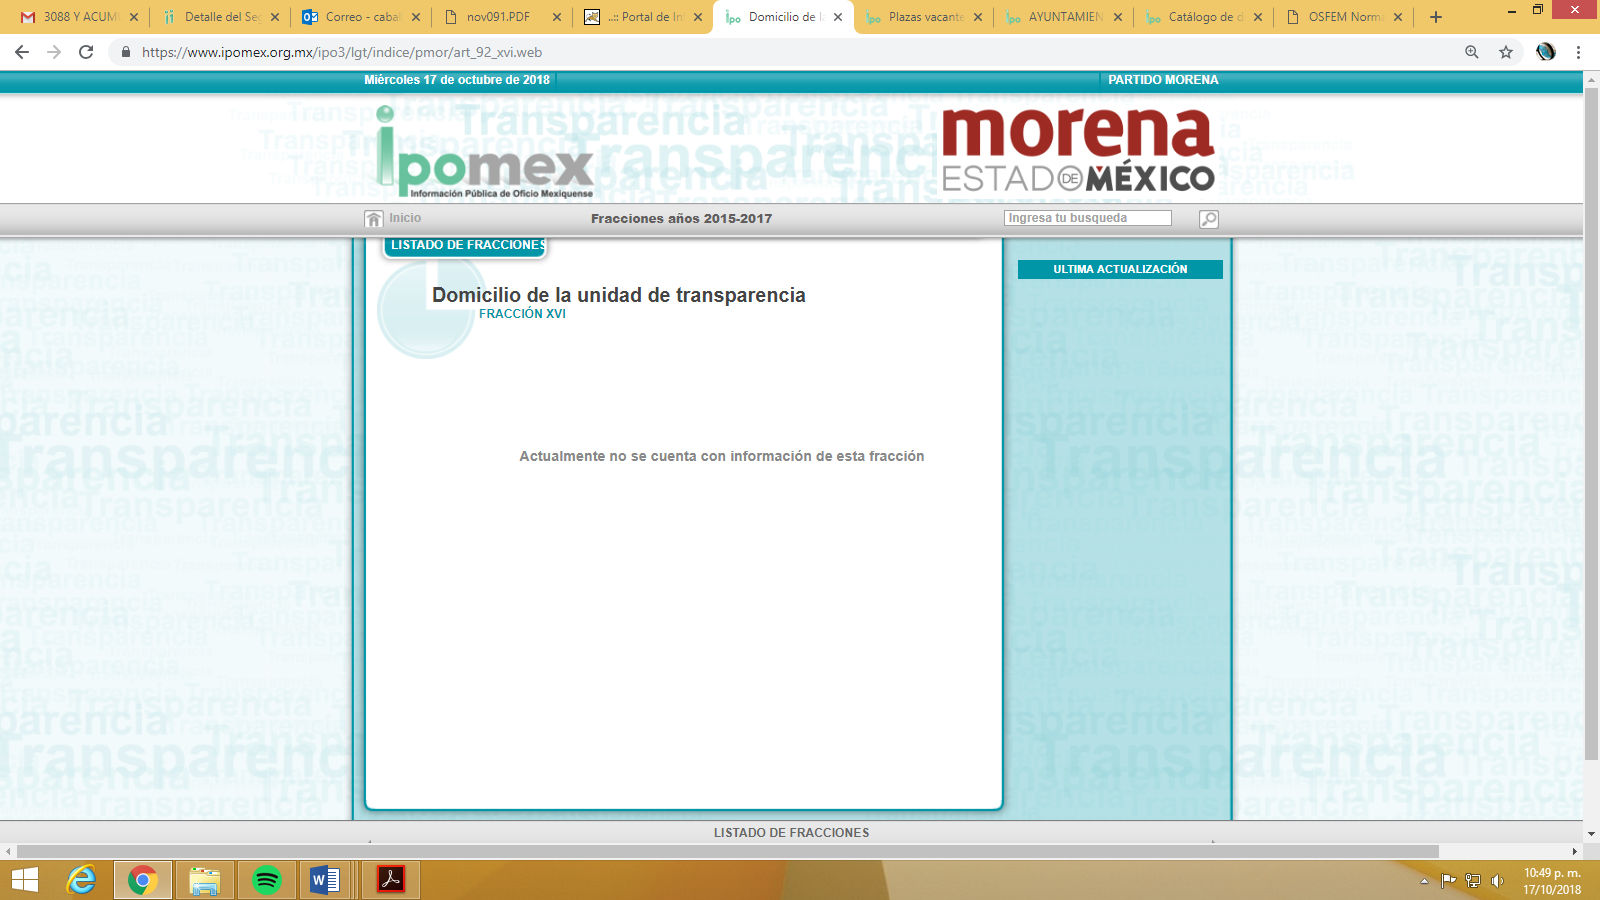 3088 Y ACUM
Detalle del Se
Correo - cabal
nov091.PDF
..:: Portal de In
Domicilio de l
Plazas vacante
AYUNTAMIEN
Catálogo de d
OSFEM Norma
https://www.ipomex.org.mx/ipo3/lgt/indice/pmor/art_92_xvi.web
Miércoles 17 de octubre de 2018
PARTIDO MORENA
ipomex
Información Pública de Oficio Mexiquense
morena
ESTADO DE MÉXICO
Inicio
Fracciones años 2015-2017
Ingresa tu busqueda
LISTADO DE FRACCIONES
ULTIMA ACTUALIZACIÓN
Domicilio de la unidad de transparencia
FRACCIÓN XVI
Actualmente no se cuenta con información de esta fracción
LISTADO DE FRACCIONES
10:49 p. m.
17/10/2018